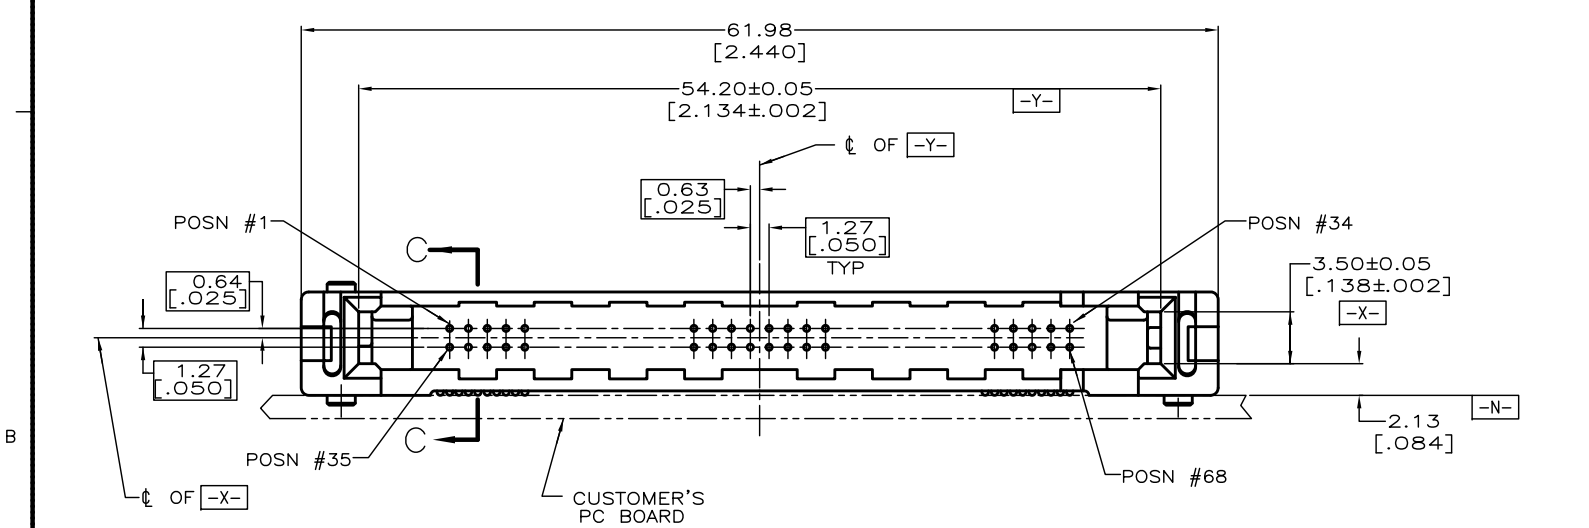 61.98
[2.440]
54.20±0.05
[2.134±.002]
-Y-
℄ OF -Y-
0.63
[.025]
1.27
[.050]
TYP
POSN #1
POSN #34
C
0.64
[.025]
3.50±0.05
[.138±.002]
-X-
1.27
[.050]
-N-
2.13
[.084]
B
C
POSN #35
POSN #68
℄ OF -X-
CUSTOMER'S
PC BOARD